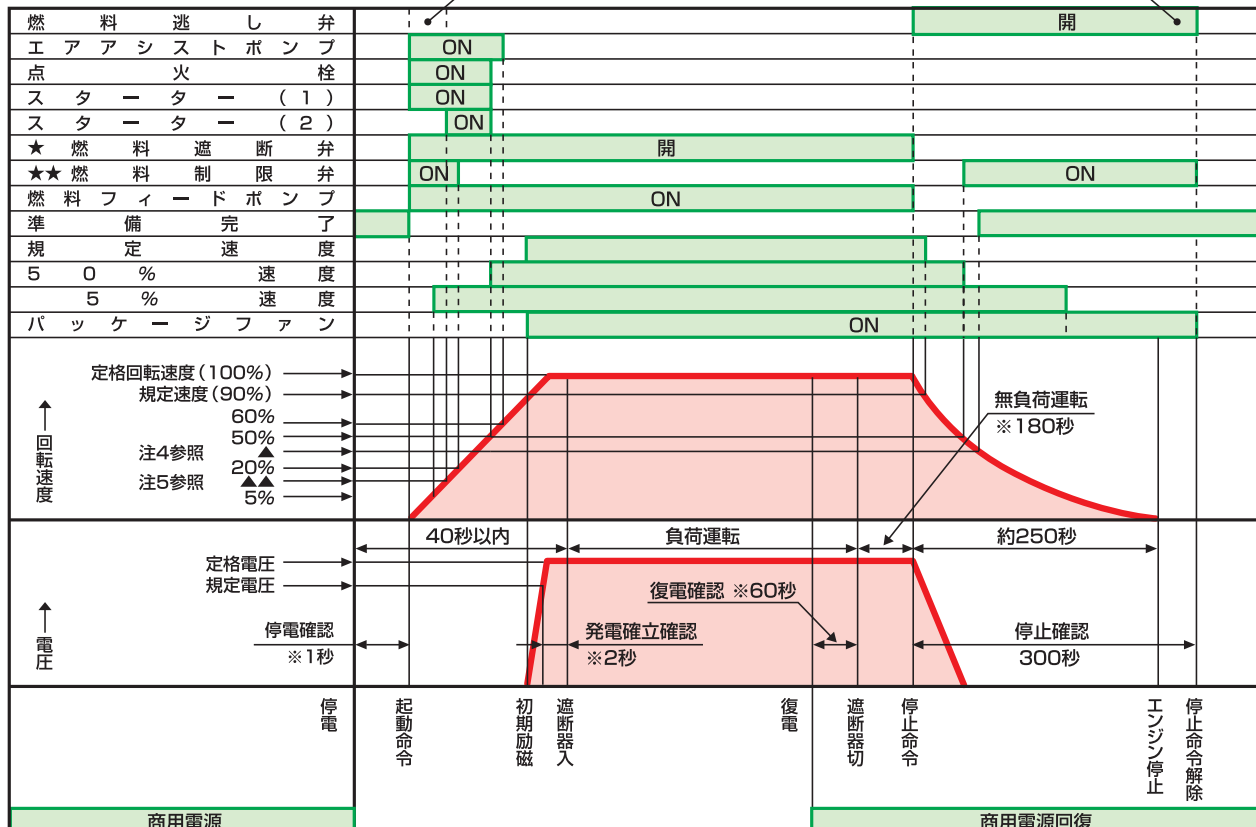 燃料逃し弁 開
エアアシストポンプ ON
点火栓 ON
スターター(1) ON
スターター(2) ON
★燃料遮断弁 開
★★燃料制限弁 ON ON
燃料フィードポンプ ON
準備完了
規定速度
50%速度
5%速度
パッケージファン ON
定格回転速度(100%)
規定速度(90%)
60%
50%
注4参照 ▲
20%
注5参照 ▲▲
5%
回転速度
無負荷運転
※180秒
40秒以内
負荷運転
約250秒
定格電圧
規定電圧
電圧
復電確認 ※60秒
停電確認
※1秒
発電確立確認
※2秒
停止確認
300秒
停電
起動命令
初期励磁
遮断器入
復電
遮断器切
停止命令
エンジン停止
停止命令解除
商用電源
商用電源回復